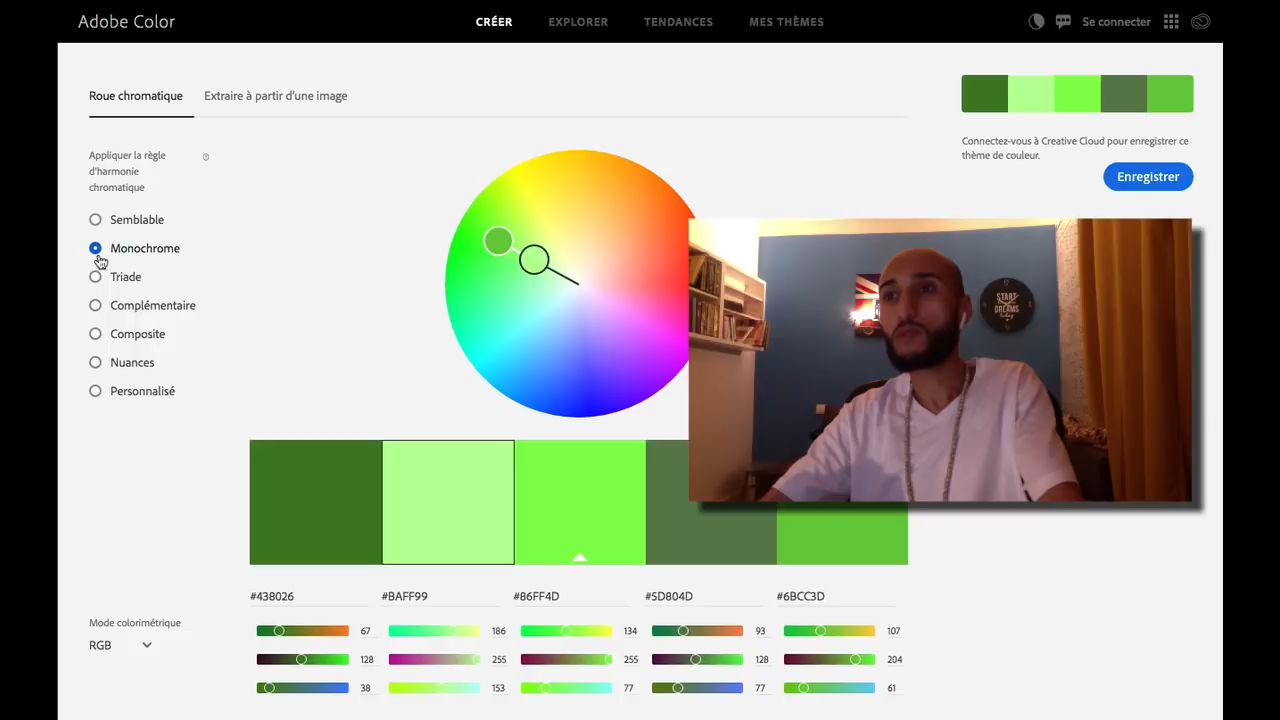 Adobe Color
CRÉER
EXPLORER
TENDANCES
MES THÈMES
Se connecter
Roue chromatique
Extraire à partir d'une image
Connectez-vous à Creative Cloud pour enregistrer ce
thème de couleur.
Enregistrer
Appliquer la règle
d'harmonie
chromatique
Semblable
Monochrome
Triade
Complémentaire
Composite
Nuances
Personnalisé
START
DREAMS
#438026
#BAFF99
#86FF4D
#5D804D
#6BCC3D
Mode colorimétrique
RGB
67
186
134
93
107
128
255
255
128
204
38
153
77
77
61